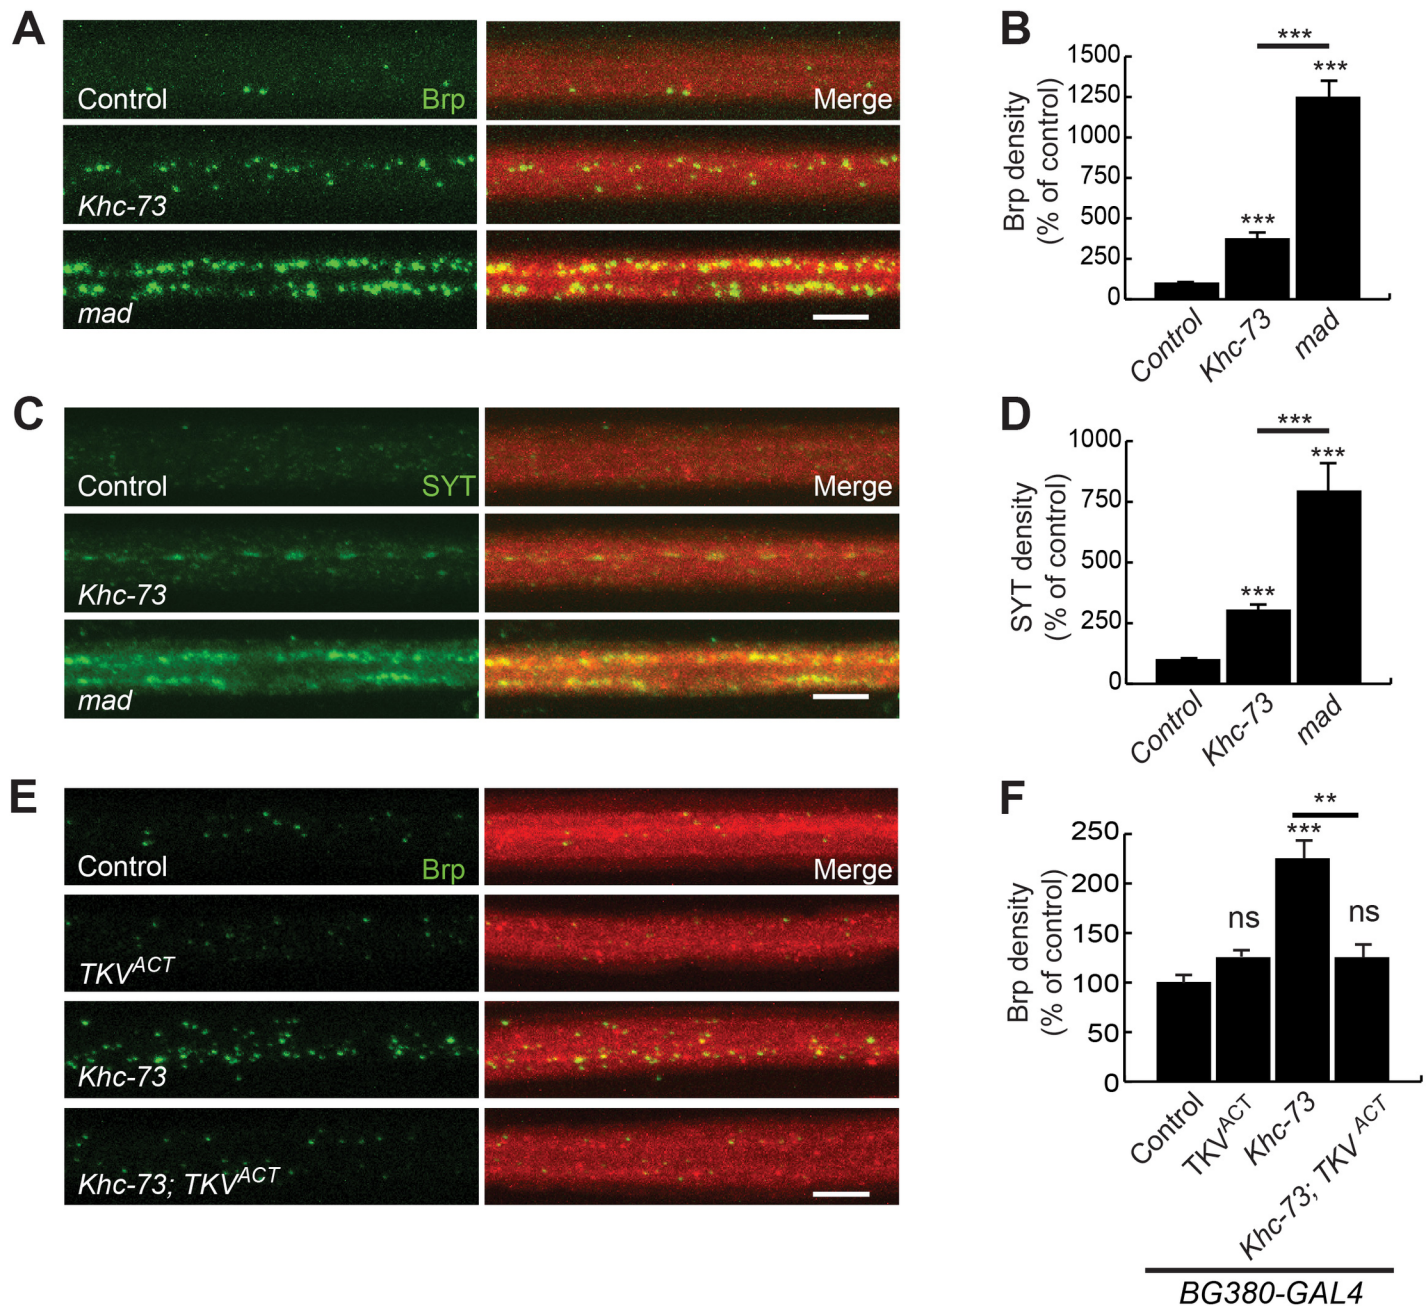 A
Control
Brp
Merge
Khc-73
mad
B
***
***
***
Brp density
(% of control)
1500
1250
1000
750
500
250
0
Control
Khc-73
mad
C
Control
SYT
Merge
Khc-73
mad
D
***
***
***
SYT density
(% of control)
1000
750
500
250
0
Control
Khc-73
mad
E
Control
Brp
Merge
TKV^ACT
Khc-73
Khc-73; TKV^ACT
F
**
***
ns
ns
Brp density
(% of control)
250
200
150
100
50
0
Control
TKV^ACT
Khc-73
Khc-73; TKV^ACT
BG380-GAL4